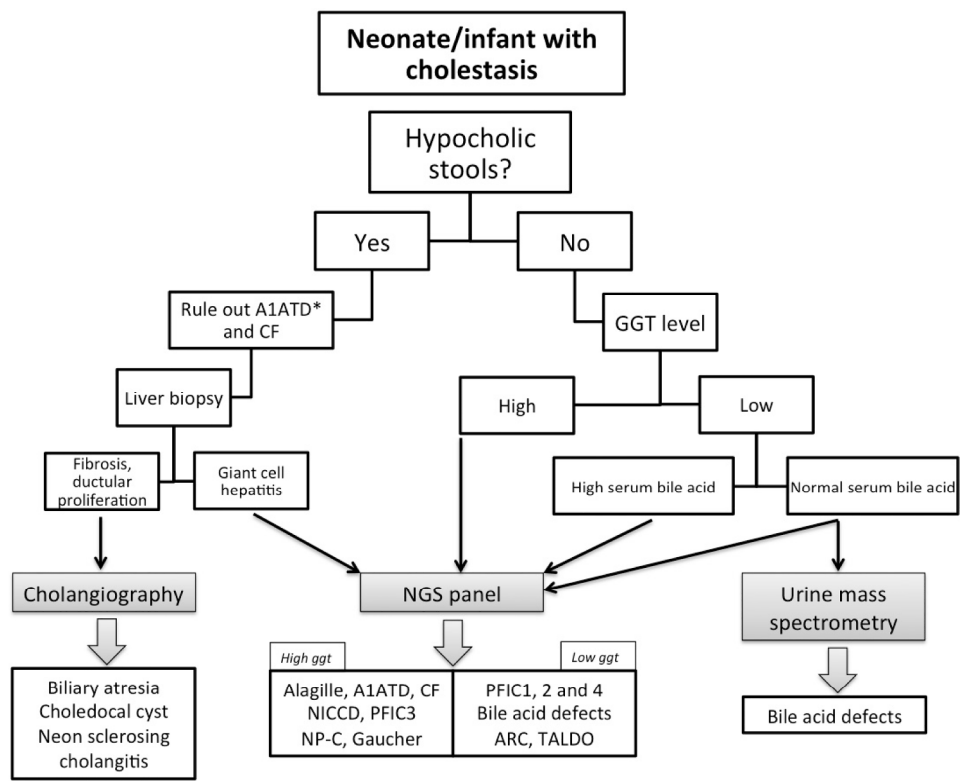 Neonate/infant with
cholestasis
Hypocholic
stools?
Yes
No
Rule out A1ATD*
and CF
GGT level
Liver biopsy
High
Low
Fibrosis,
ductular
proliferation
Giant cell
hepatitis
High serum bile acid
Normal serum bile acid
Cholangiography
NGS panel
Urine mass
spectrometry
High ggt
Low ggt
Biliary atresia
Choledocal cyst
Neon sclerosing
cholangitis
Alagille, A1ATD, CF
NICCD, PFIC3
NP-C, Gaucher
PFIC1, 2 and 4
Bile acid defects
ARC, TALDO
Bile acid defects